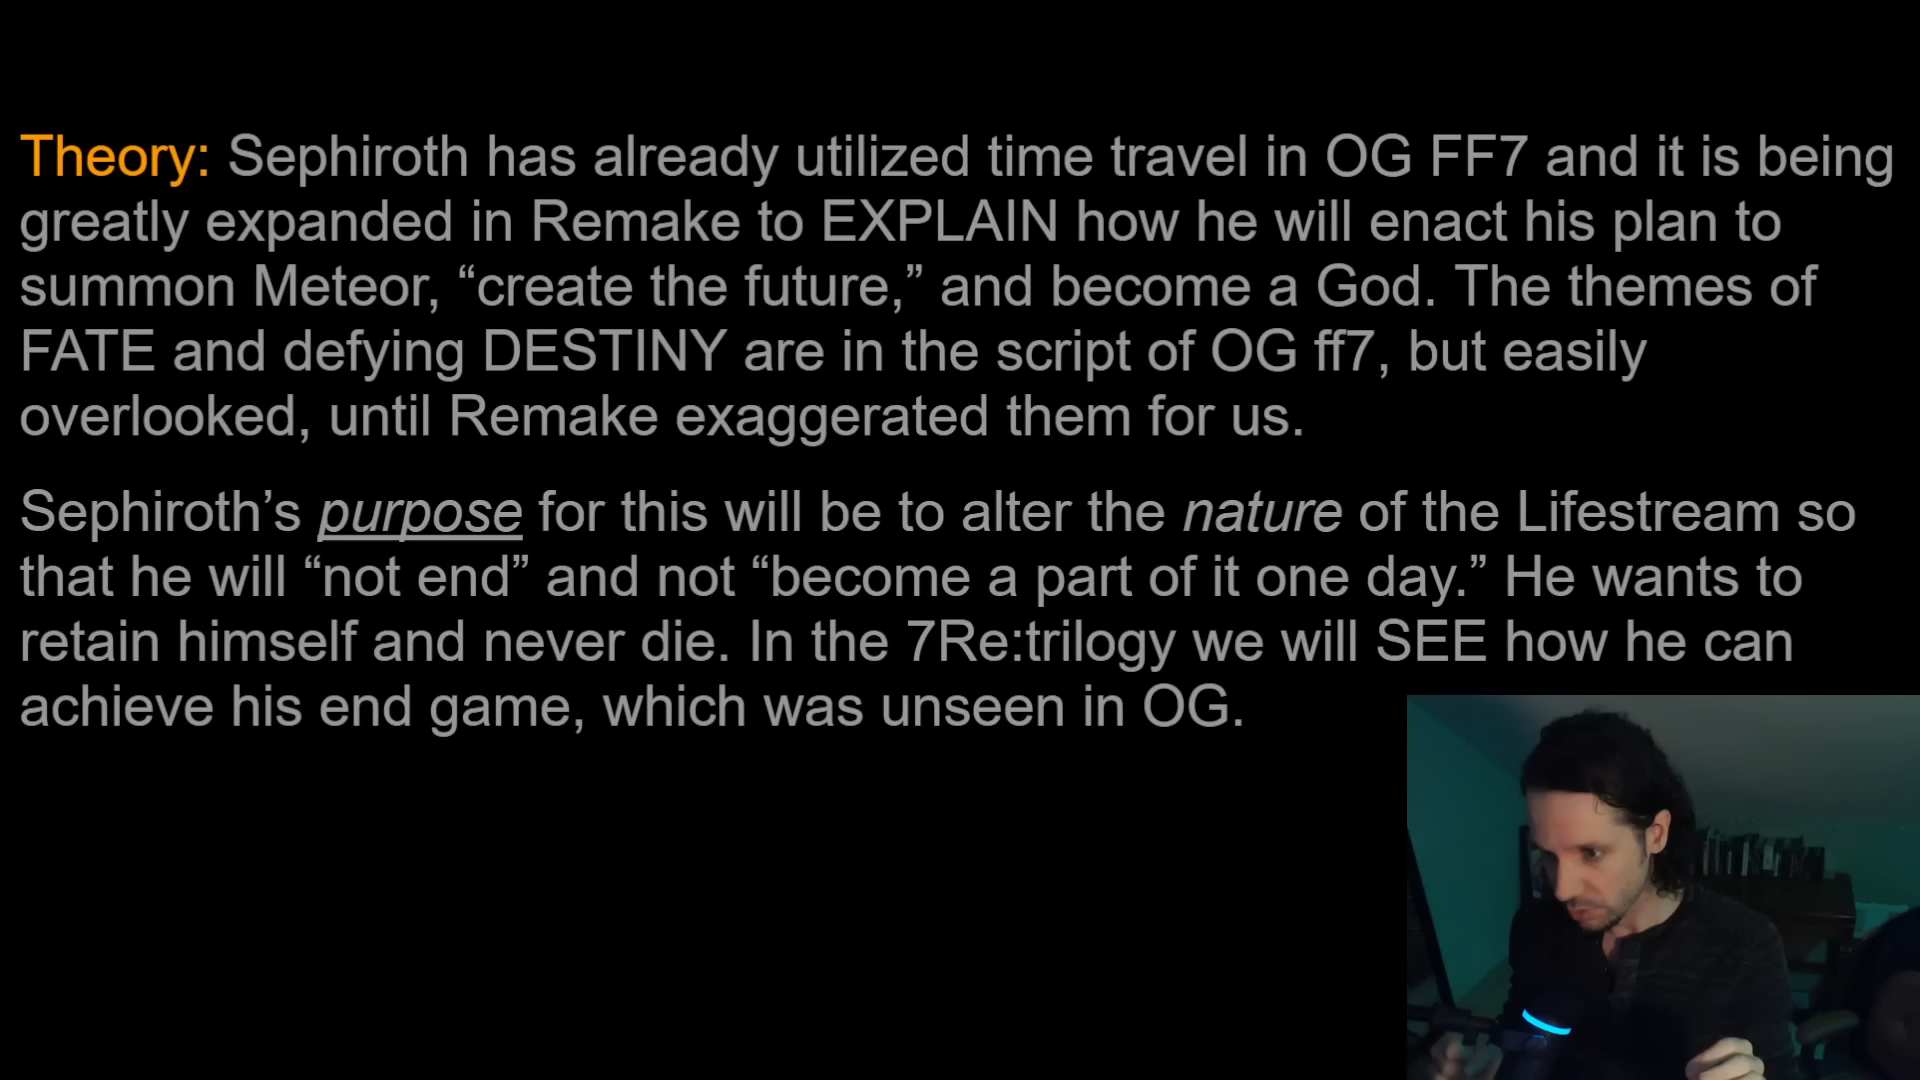 Theory: Sephiroth has already utilized time travel in OG FF7 and it is being
greatly expanded in Remake to EXPLAIN how he will enact his plan to
summon Meteor, “create the future,” and become a God. The themes of
FATE and defying DESTINY are in the script of OG ff7, but easily
overlooked, until Remake exaggerated them for us.
Sephiroth’s purpose for this will be to alter the nature of the Lifestream so
that he will “not end” and not “become a part of it one day.” He wants to
retain himself and never die. In the 7Re:trilogy we will SEE how he can
achieve his end game, which was unseen in OG.